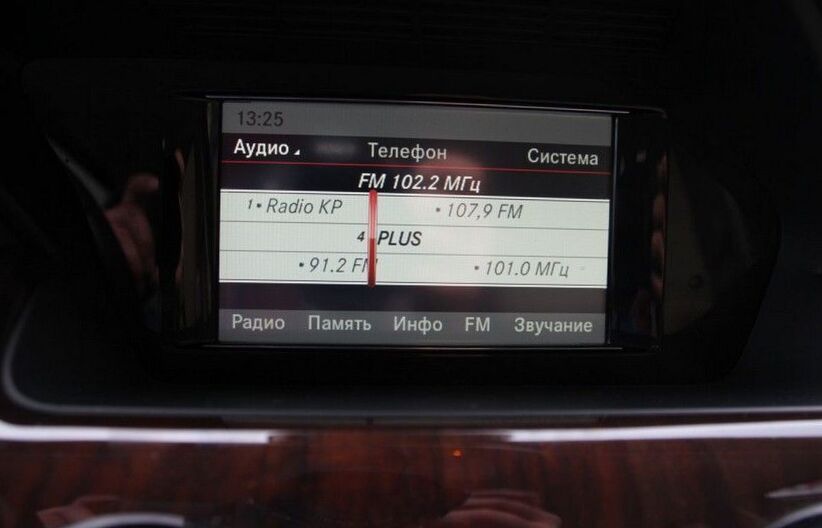 13:25
Аудио Телефон Система
FM 102.2 МГц
1 • Radio KP • 107,9 FM
4 PLUS
• 91.2 FM • 101.0 МГц
Радио Память Инфо FM Звучание